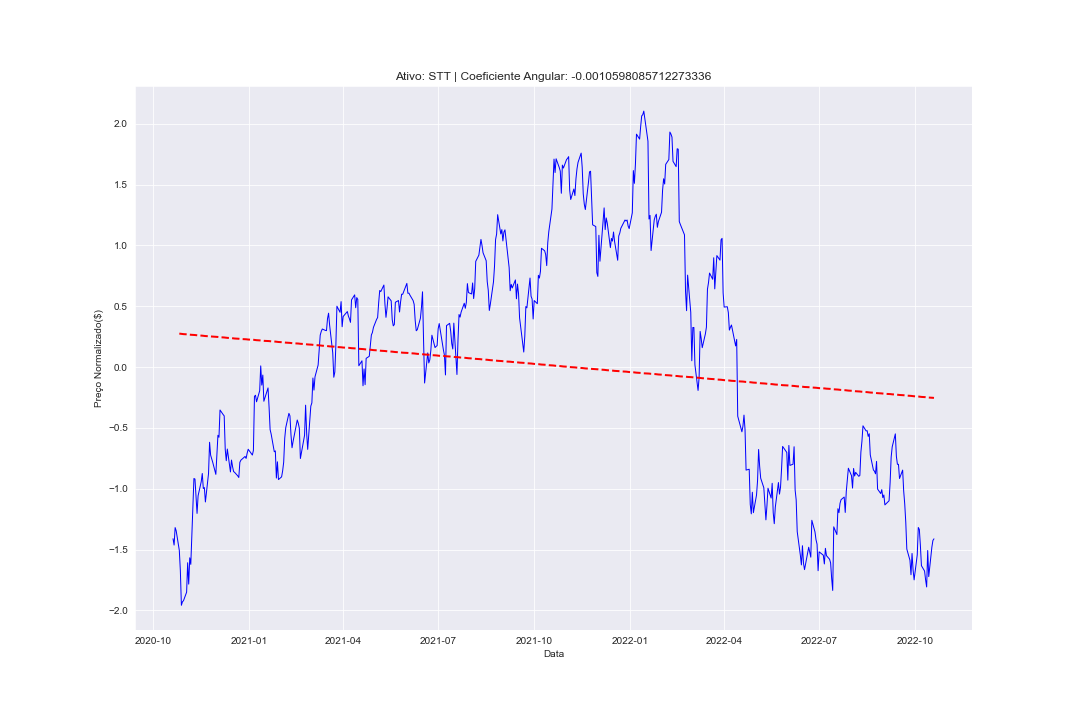 Ativo: STT | Coeficiente Angular: -0.0010598085712273336
Preço Normalizado($)
2.0
1.5
1.0
0.5
0.0
−0.5
−1.0
−1.5
−2.0
2020-10 2021-01 2021-04 2021-07 2021-10 2022-01 2022-04 2022-07 2022-10
Data